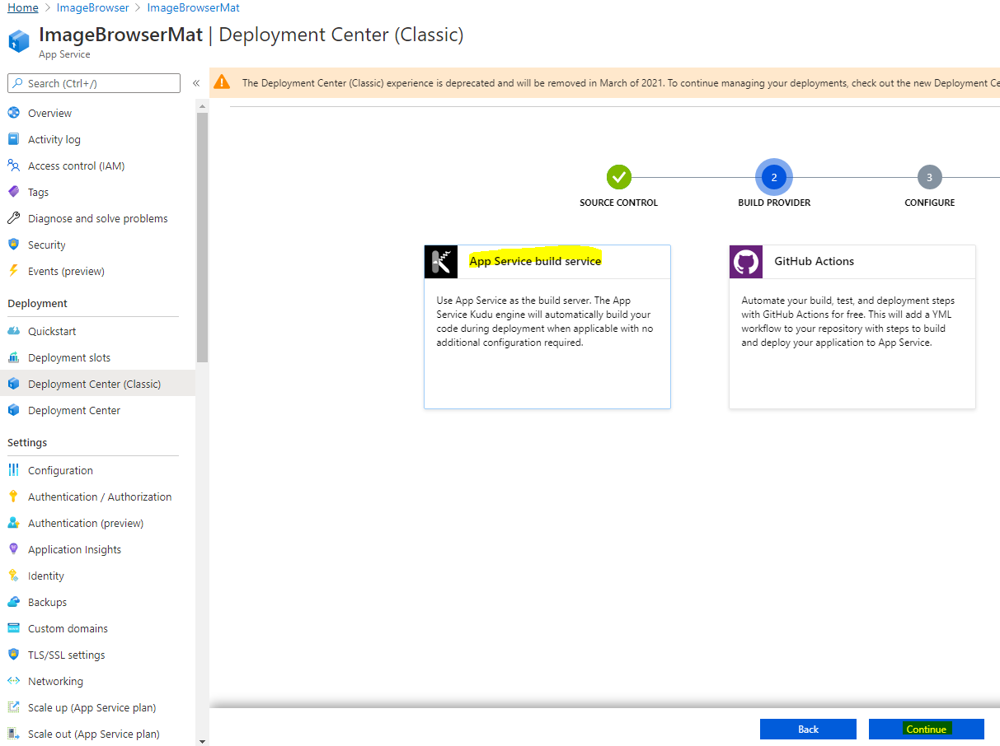 Home > ImageBrowser > ImageBrowserMat
ImageBrowserMat | Deployment Center (Classic)
App Service
Search (Ctrl+/)
«
The Deployment Center (Classic) experience is deprecated and will be removed in March of 2021. To continue managing your deployments, check out the new Deployment Ce
Overview
Activity log
Access control (IAM)
Tags
Diagnose and solve problems
Security
Events (preview)
Deployment
Quickstart
Deployment slots
Deployment Center (Classic)
Deployment Center
Settings
Configuration
Authentication / Authorization
Authentication (preview)
Application Insights
Identity
Backups
Custom domains
TLS/SSL settings
Networking
Scale up (App Service plan)
Scale out (App Service plan)
2
3
SOURCE CONTROL
BUILD PROVIDER
CONFIGURE
App Service build service
Use App Service as the build server. The App
Service Kudu engine will automatically build your
code during deployment when applicable with no
additional configuration required.
GitHub Actions
Automate your build, test, and deployment steps
with GitHub Actions for free. This will add a YML
workflow to your repository with steps to build
and deploy your application to App Service.
Back
Continue